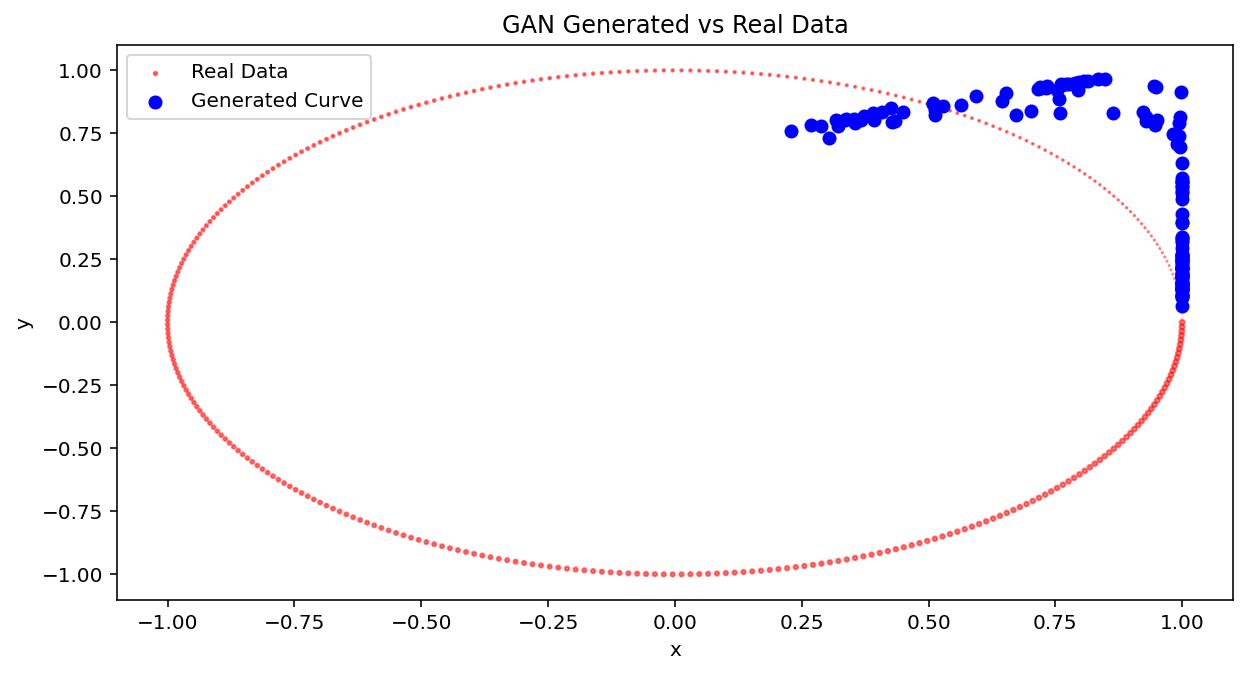 GAN Generated vs Real Data
Real Data
Generated Curve
1.00
0.75
0.50
0.25
0.00
−0.25
−0.50
−0.75
−1.00
y
−1.00 −0.75 −0.50 −0.25 0.00 0.25 0.50 0.75 1.00
x